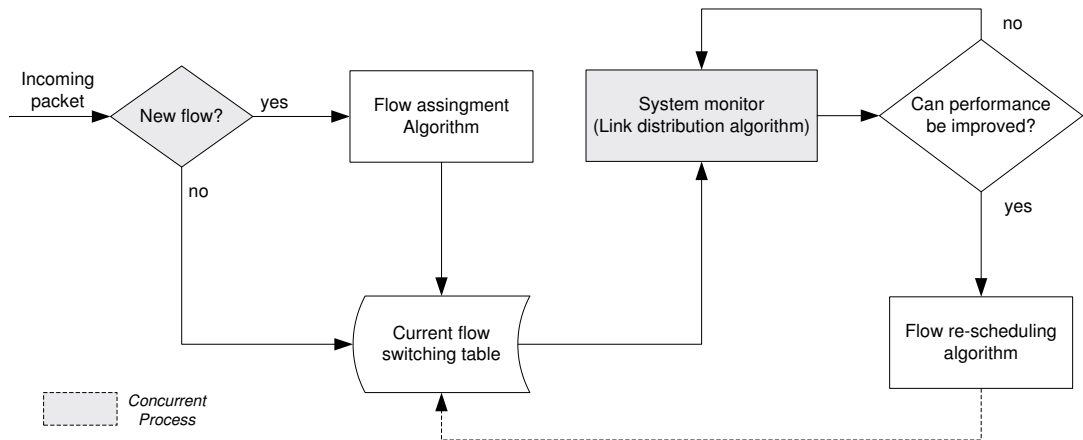 Incoming
packet
New flow?
yes
no
Flow assingment
Algorithm
Current flow
switching table
System monitor
(Link distribution algorithm)
no
Can performance
be improved?
yes
Flow re-scheduling
algorithm
Concurrent
Process